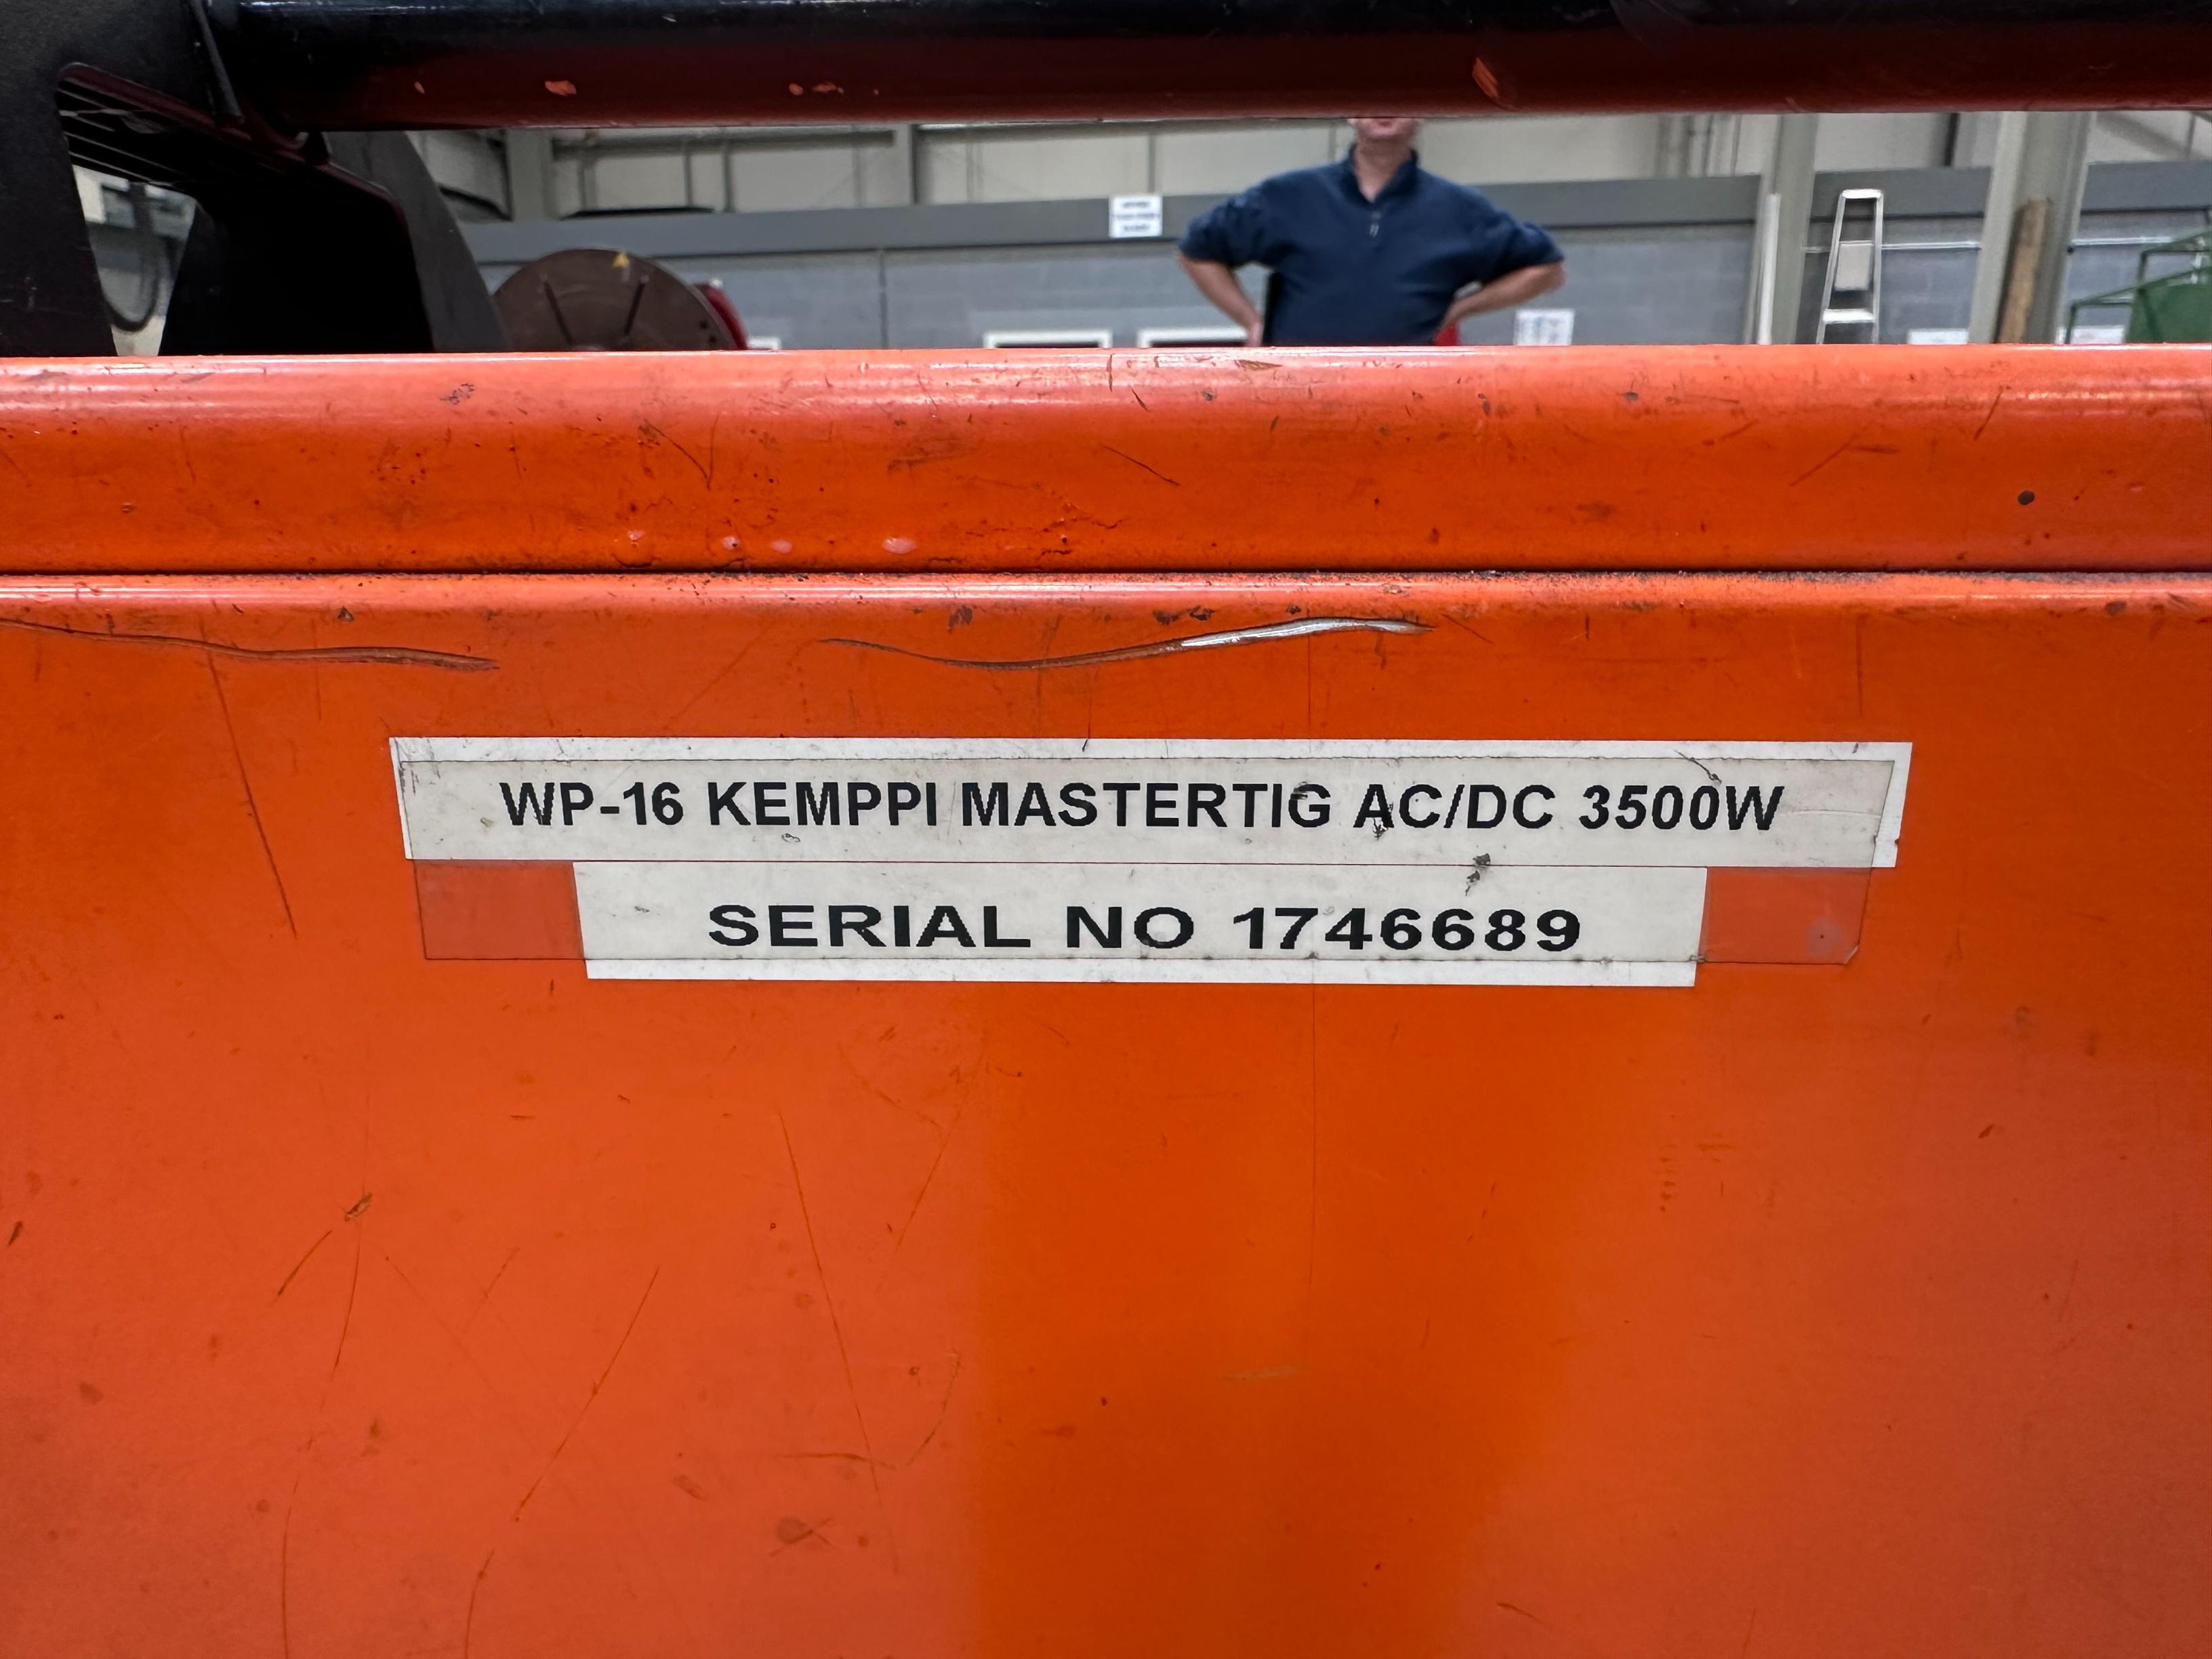 WP-16 KEMPPI MASTERTIG AC/DC 3500W
SERIAL NO 1746689